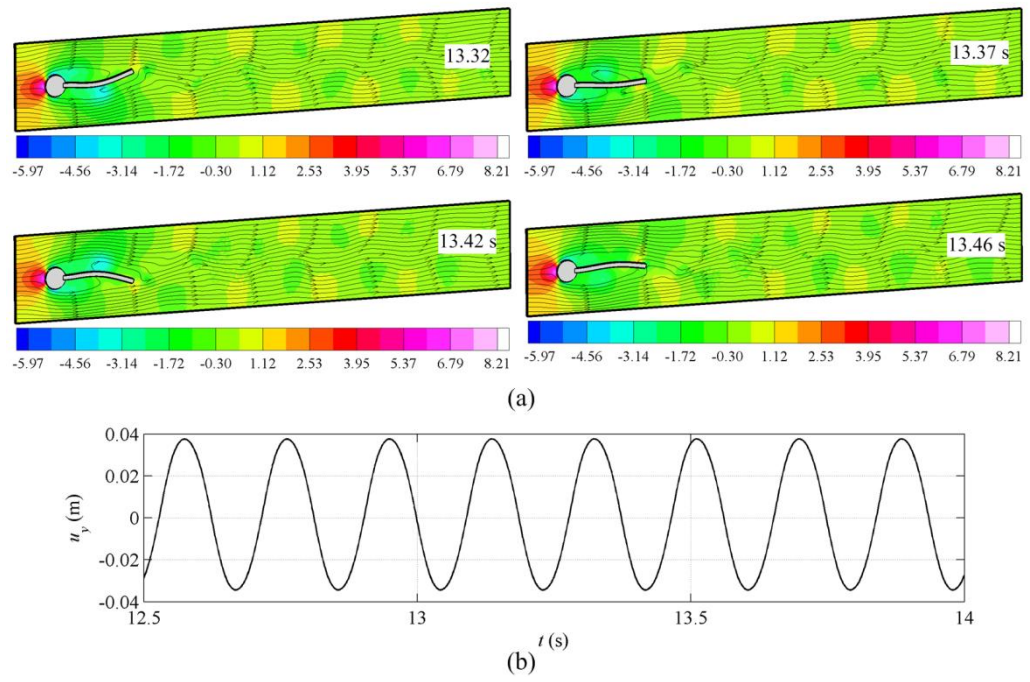 13.32
13.37 s
-5.97 -4.56 -3.14 -1.72 -0.30 1.12 2.53 3.95 5.37 6.79 8.21
-5.97 -4.56 -3.14 -1.72 -0.30 1.12 2.53 3.95 5.37 6.79 8.21
13.42 s
13.46 s
-5.97 -4.56 -3.14 -1.72 -0.30 1.12 2.53 3.95 5.37 6.79 8.21
-5.97 -4.56 -3.14 -1.72 -0.30 1.12 2.53 3.95 5.37 6.79 8.21
(a)
0.04
0.02
0
-0.02
-0.04
u_y (m)
12.5 13 13.5 14
t (s)
(b)